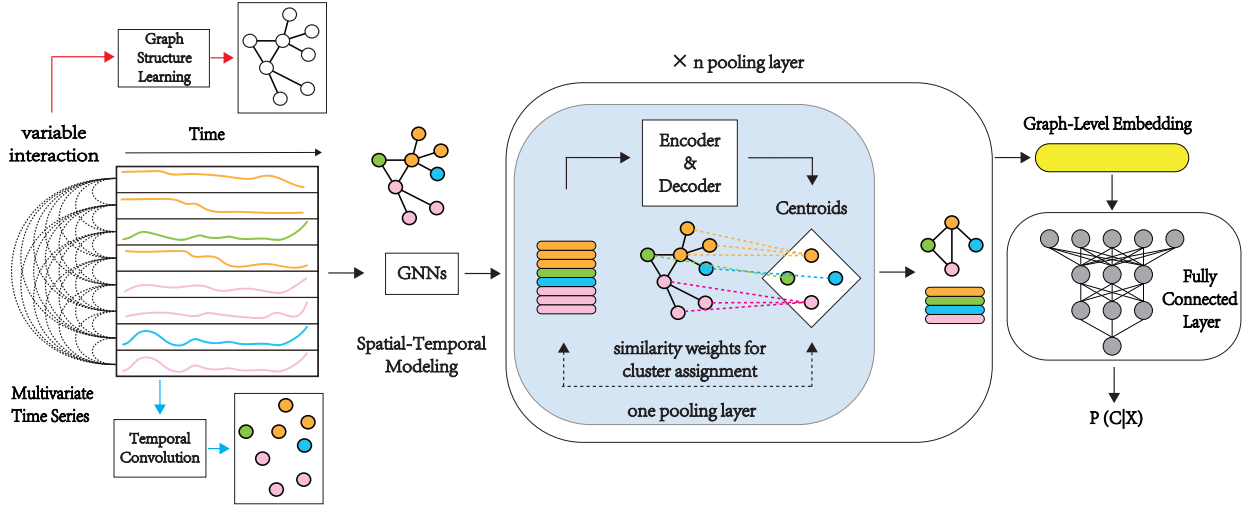 Graph
Structure
Learning
variable
interaction
Time
Multivariate
Time Series
Temporal
Convolution
GNNs
Spatial-Temporal
Modeling
× n pooling layer
Encoder
&
Decoder
Centroids
similarity weights for
cluster assignment
one pooling layer
Graph-Level Embedding
Fully
Connected
Layer
P (C|X)